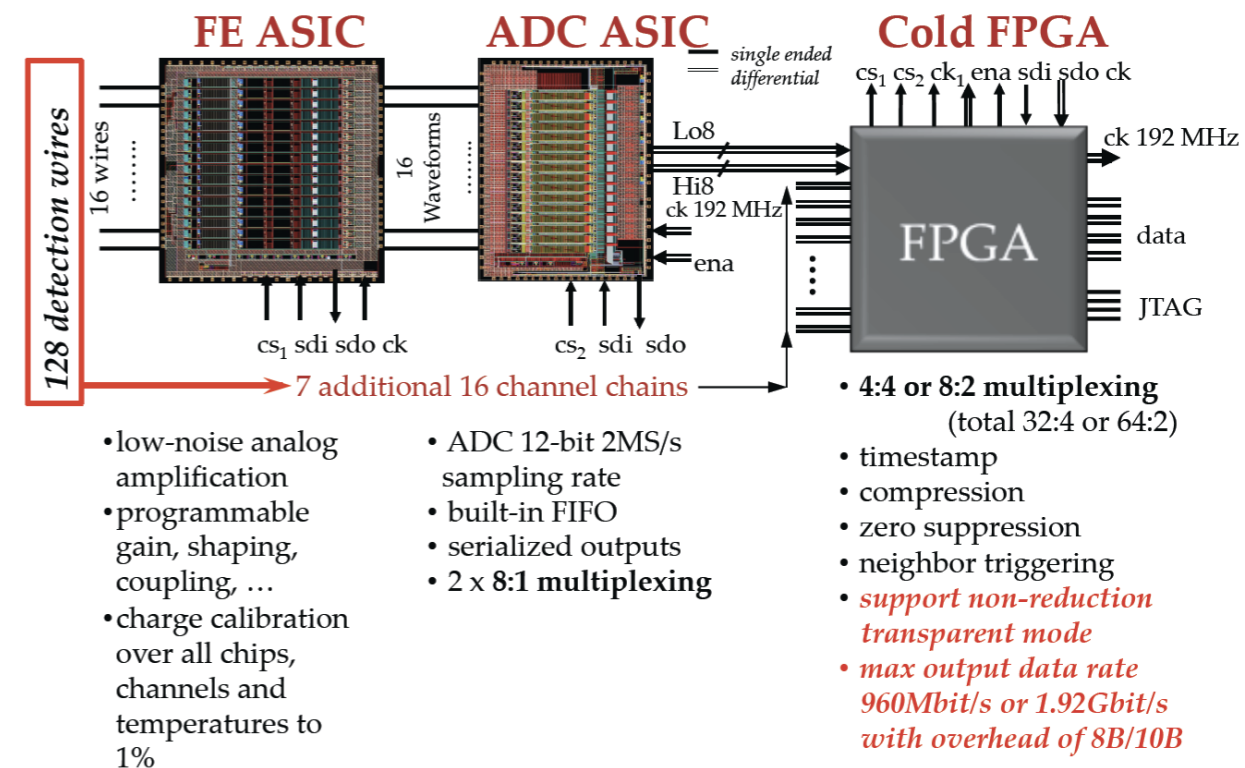 FE ASIC
ADC ASIC
Cold FPGA
single ended
differential
cs1 cs2 ck1 ena sdi sdo ck
128 detection wires
16 wires
16
Waveforms
Lo8
Hi8
ck 192 MHz
ena
ck 192 MHz
FPGA
data
JTAG
cs1 sdi sdo ck
cs2 sdi sdo
7 additional 16 channel chains
•low-noise analog
amplification
•programmable
gain, shaping,
coupling, …
•charge calibration
over all chips,
channels and
temperatures to
1%
• ADC 12-bit 2MS/s
sampling rate
• built-in FIFO
• serialized outputs
• 2 x 8:1 multiplexing
• 4:4 or 8:2 multiplexing
(total 32:4 or 64:2)
• timestamp
• compression
• zero suppression
• neighbor triggering
• support non-reduction
transparent mode
• max output data rate
960Mbit/s or 1.92Gbit/s
with overhead of 8B/10B